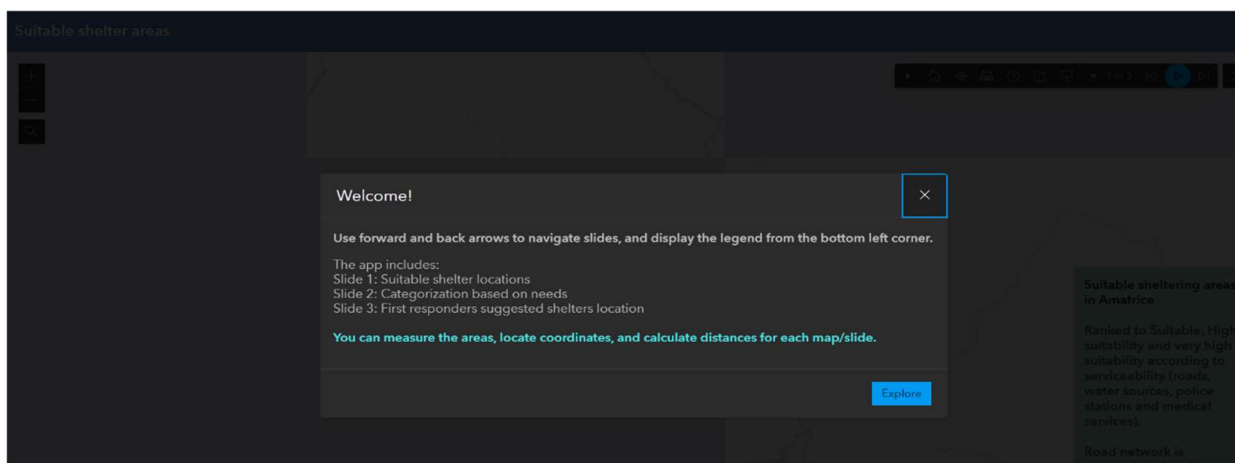 Suitable shelter areas
Welcome!
Use forward and back arrows to navigate slides, and display the legend from the bottom left corner.
The app includes:
Slide 1: Suitable shelter locations
Slide 2: Categorization based on needs
Slide 3: First responders suggested shelters location
You can measure the areas, locate coordinates, and calculate distances for each map/slide.
Explore
Suitable sheltering areas
in Amatrice
Ranked to Suitable, High
suitability and very high
suitability according to
serviceability (roads,
water sources, police
stations and medical
services).
Road network is